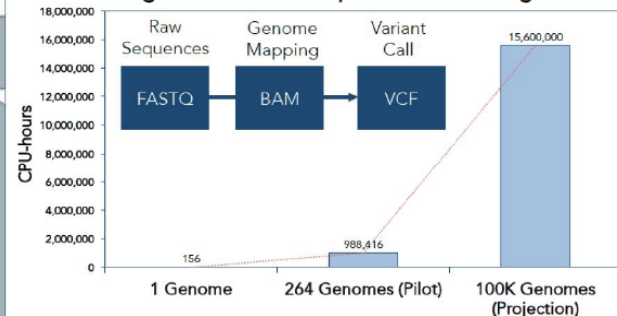 18,000,000
16,000,000
14,000,000
12,000,000
10,000,000
8,000,000
6,000,000
4,000,000
2,000,000
0
CPU-hours
Raw Sequences
Genome Mapping
Variant Call
FASTQ
BAM
VCF
156
988,416
15,600,000
1 Genome
264 Genomes (Pilot)
100K Genomes
(Projection)